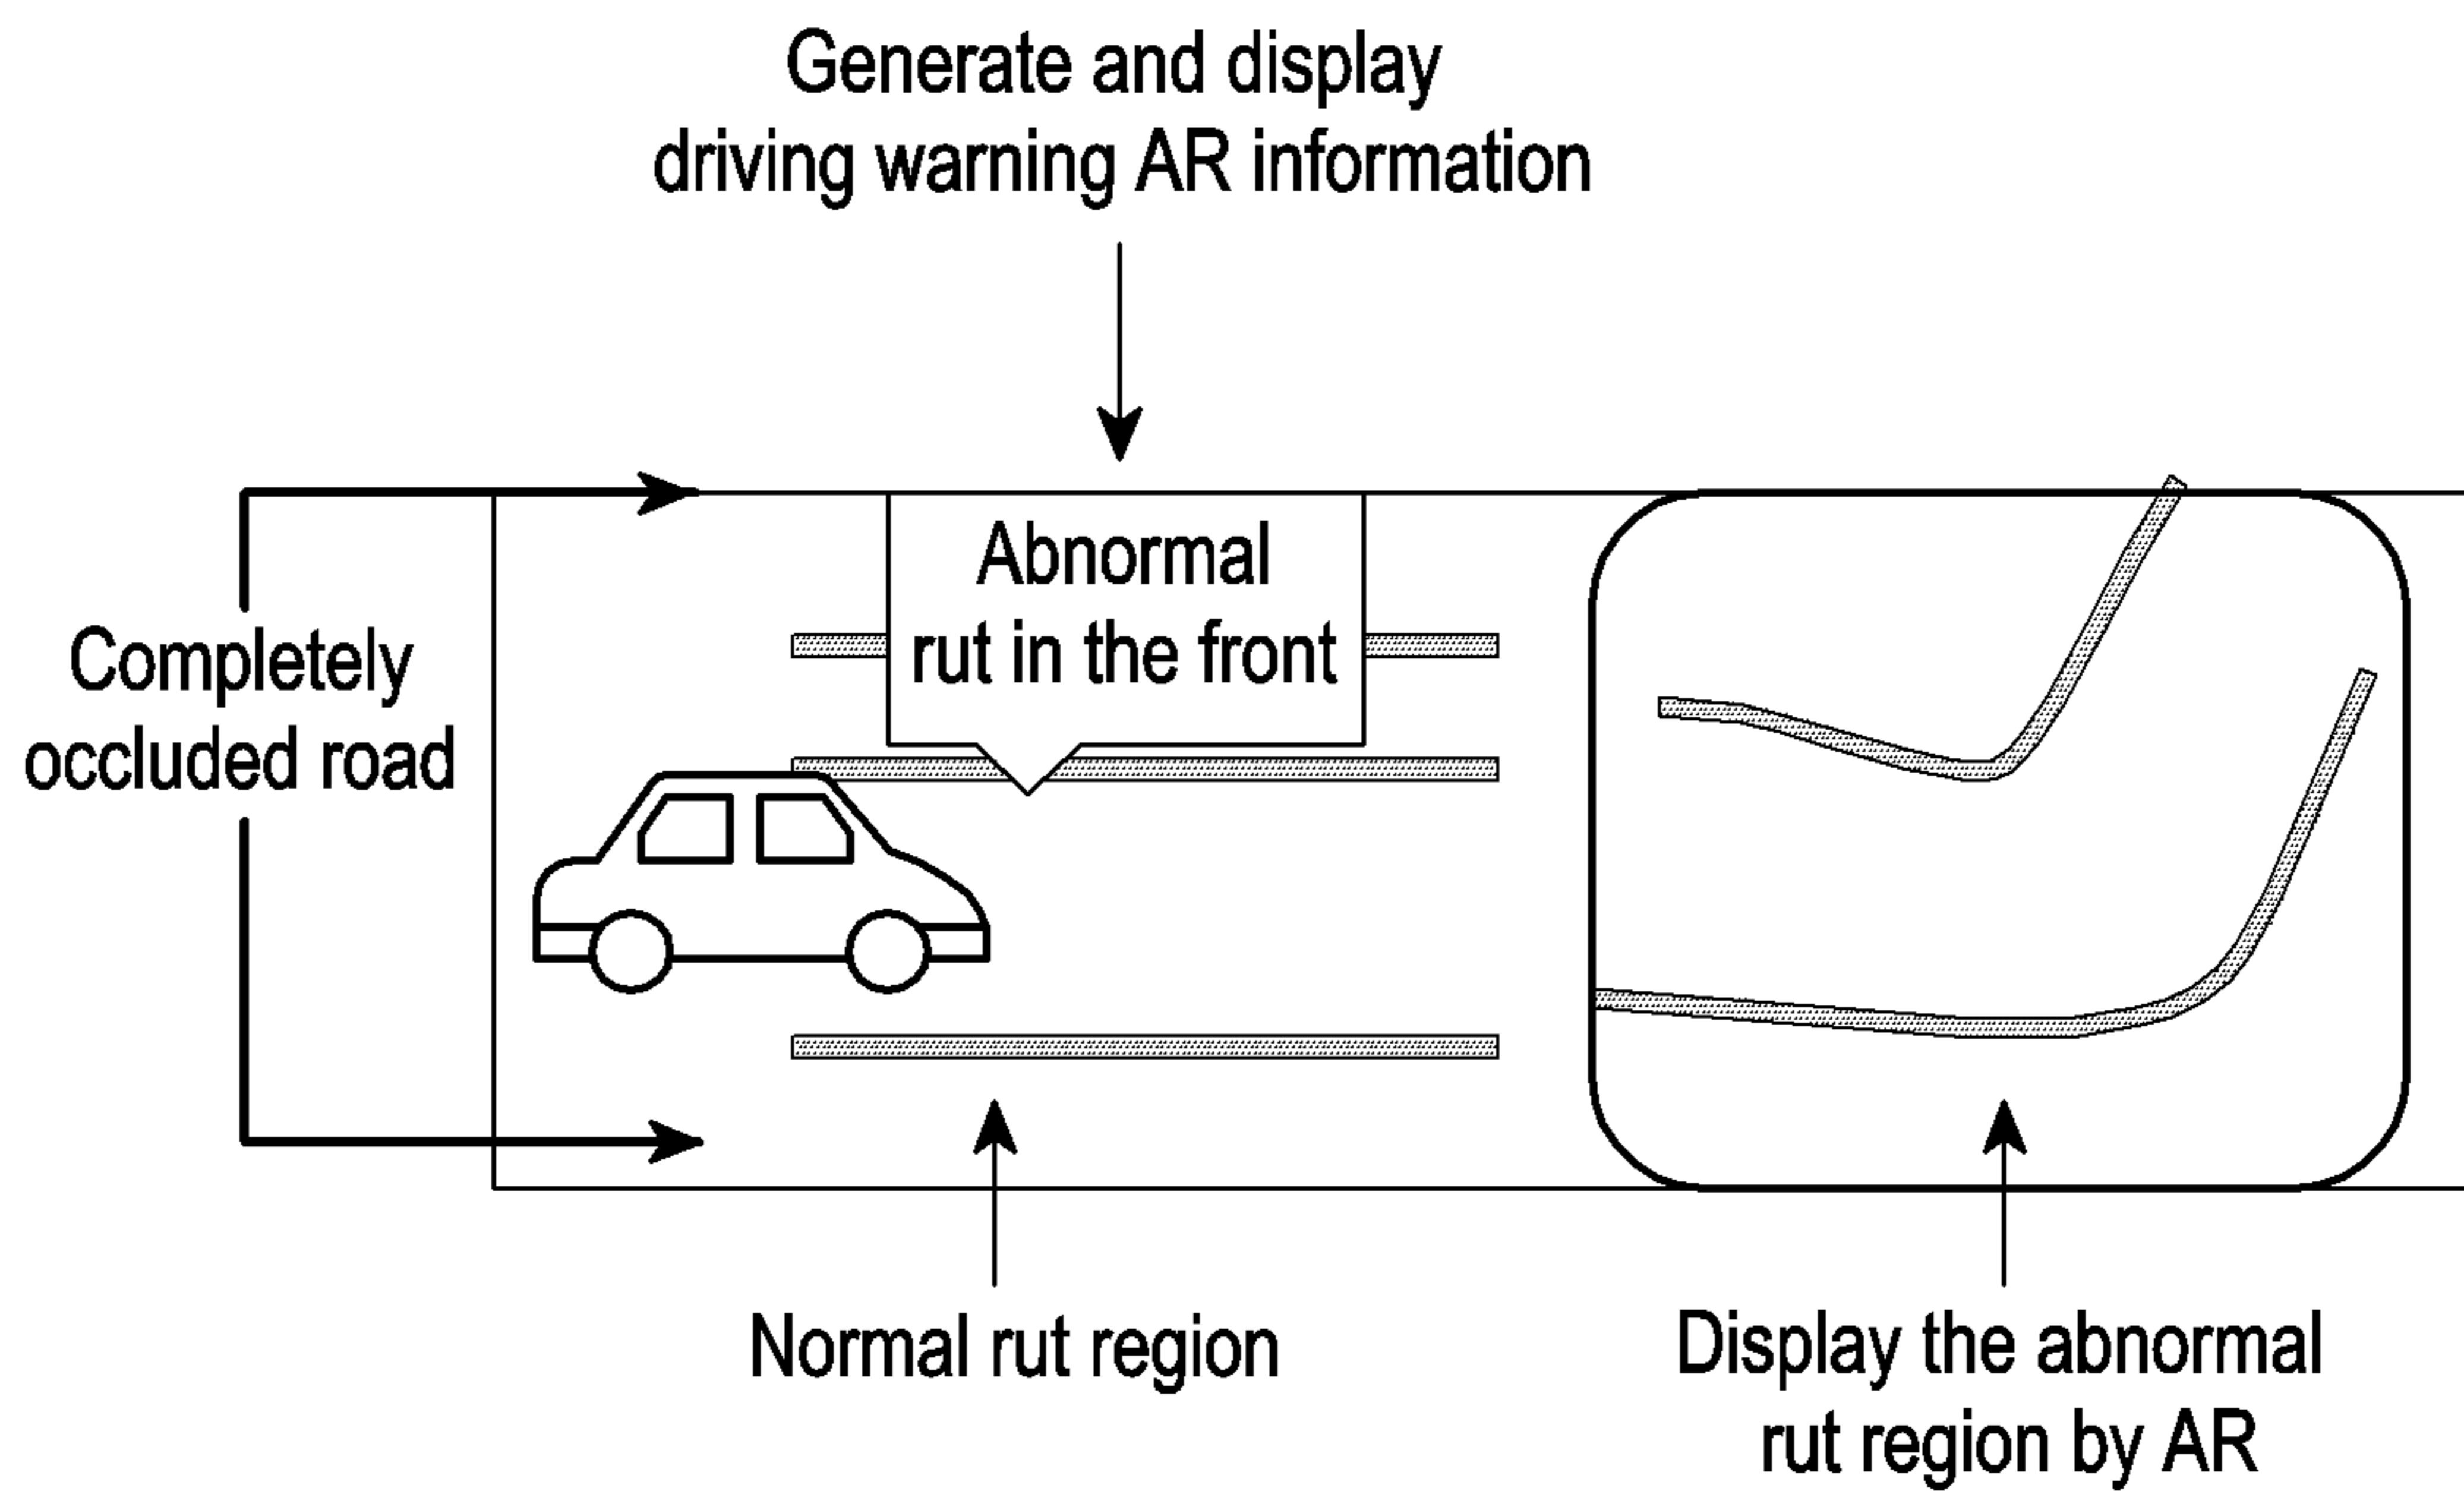 Generate and display
driving warning AR information
Abnormal
rut in the front
Completely
occluded road
Normal rut region
Display the abnormal
rut region by AR